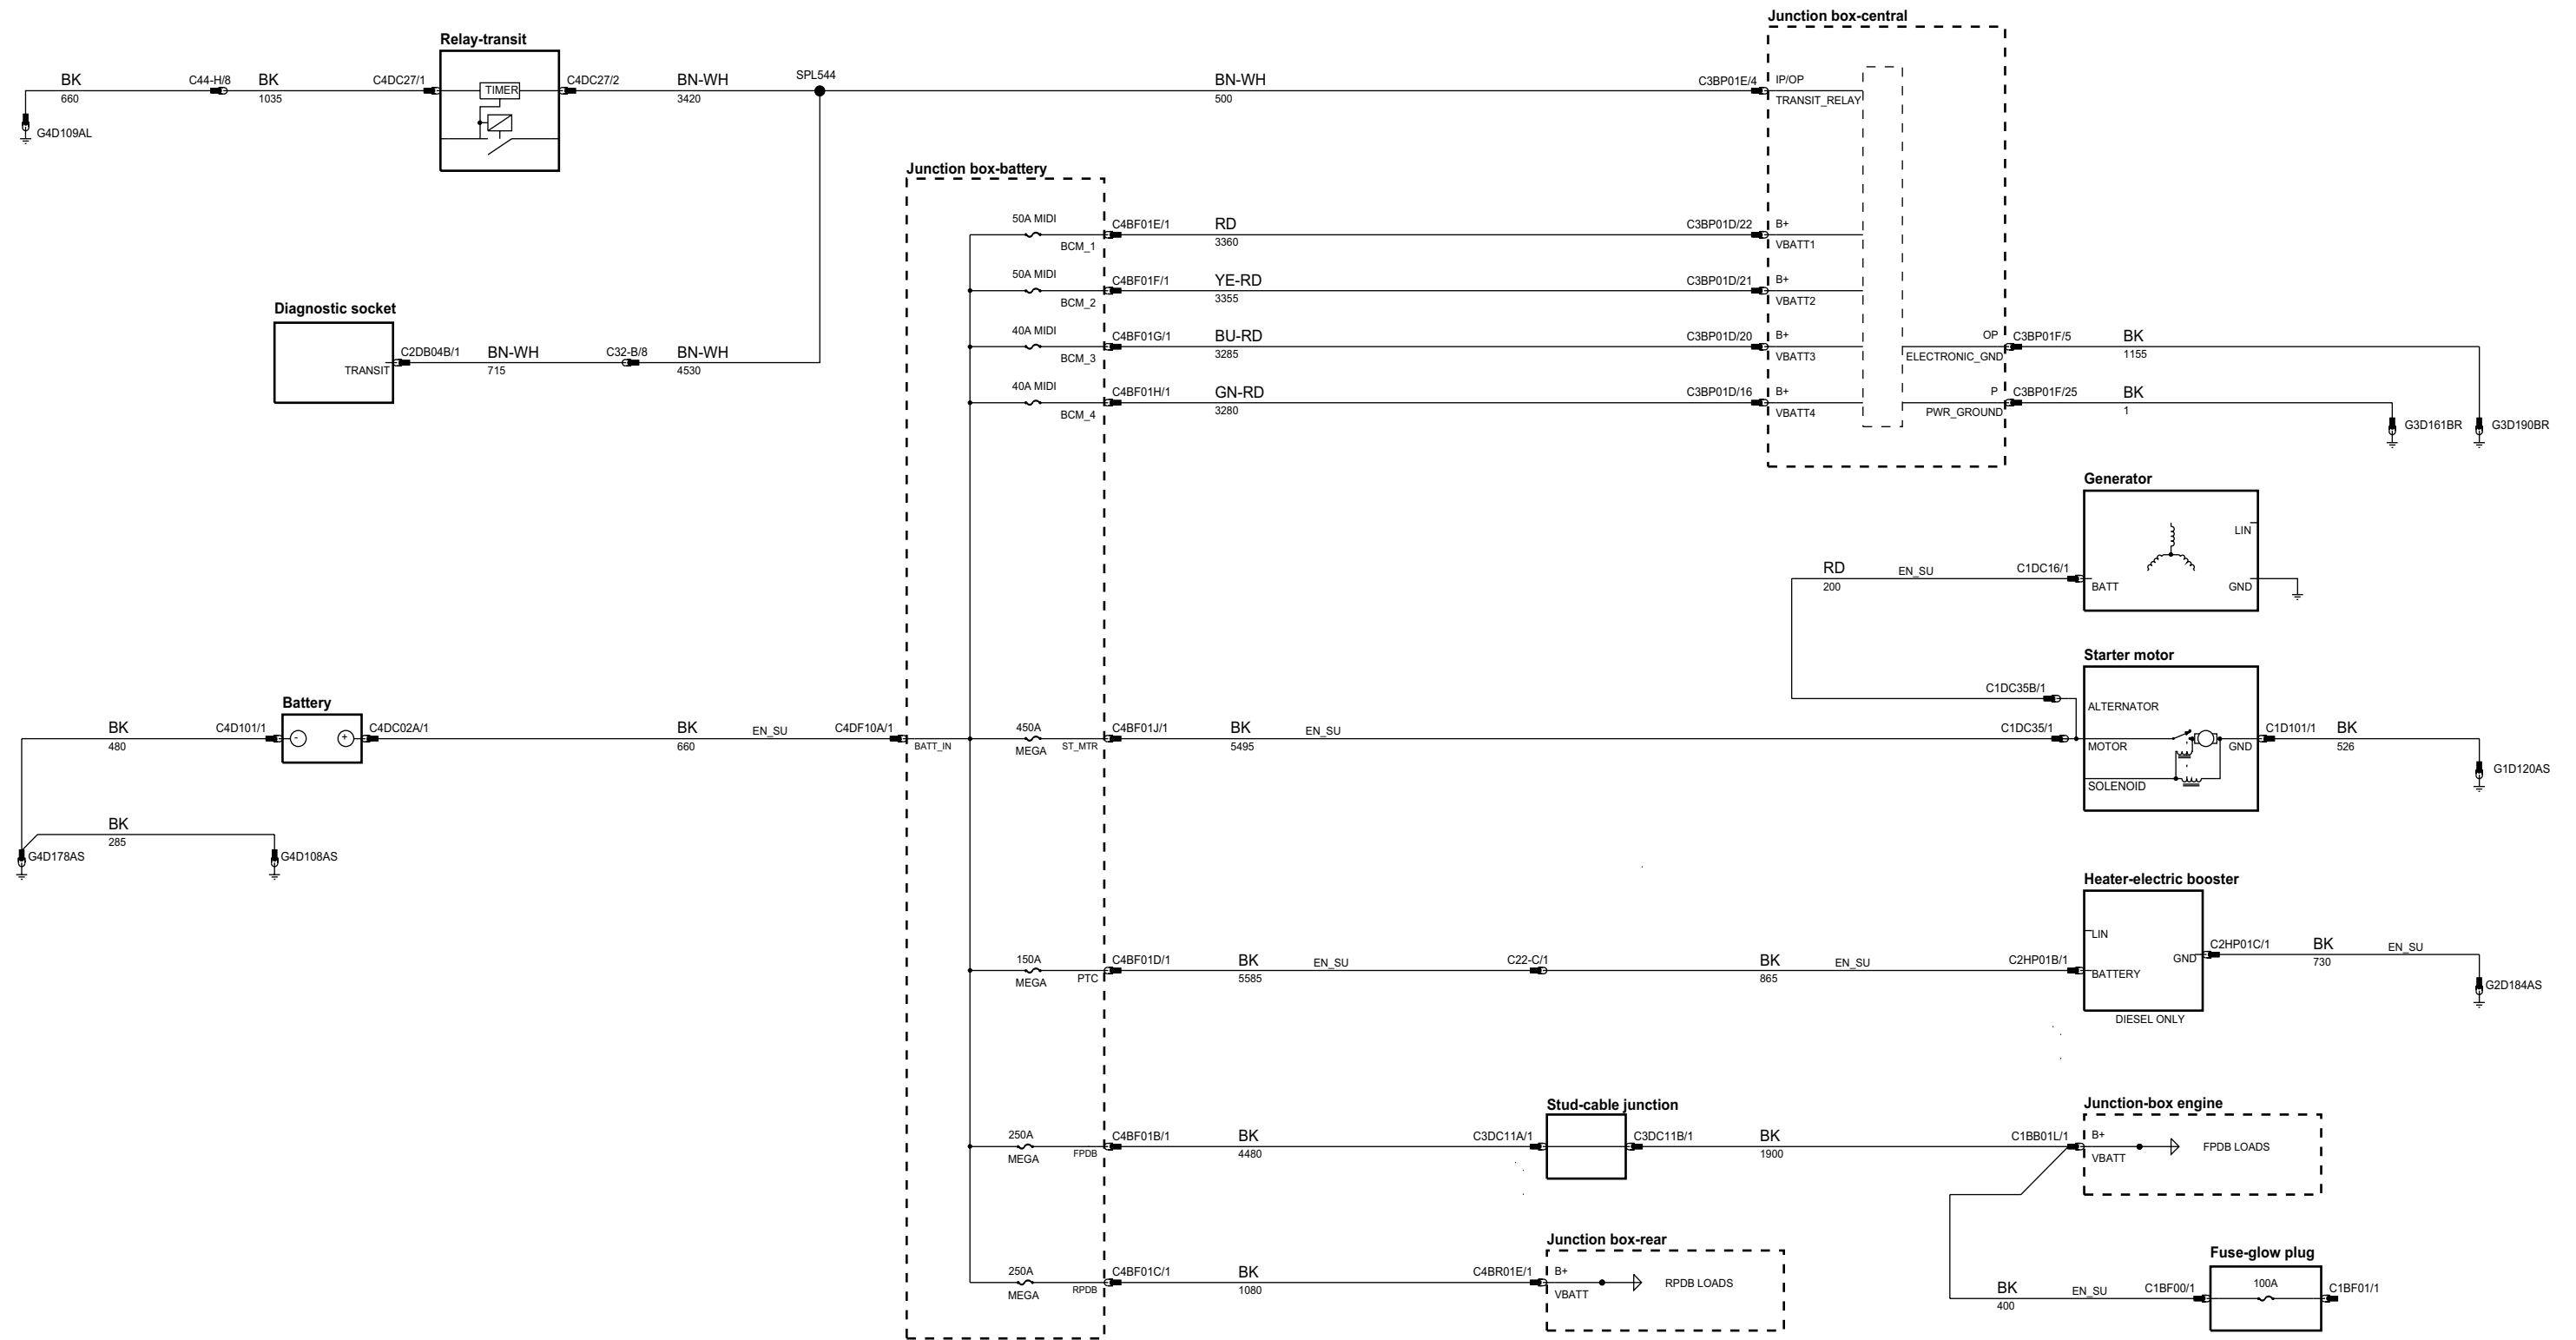 Junction box-central
Relay-transit
BK
660
C44-H/8
BK
1035
C4DC27/1
TIMER
C4DC27/2
BN-WH
3420
SPL544
BN-WH
500
C3BP01E/4
IP/OP
TRANSIT_RELAY
G4D109AL
Junction box-battery
50A MIDI
BCM_1
C4BF01E/1
RD
3360
C3BP01D/22
B+
VBATT1
50A MIDI
BCM_2
C4BF01F/1
YE-RD
3355
C3BP01D/21
B+
VBATT2
Diagnostic socket
TRANSIT
C2DB04B/1
BN-WH
715
C32-B/8
BN-WH
4530
40A MIDI
BCM_3
C4BF01G/1
BU-RD
3285
C3BP01D/20
B+
VBATT3
OP
ELECTRONIC_GND
C3BP01F/5
BK
1155
40A MIDI
BCM_4
C4BF01H/1
GN-RD
3280
C3BP01D/16
B+
VBATT4
P
PWR_GROUND
C3BP01F/25
BK
1
G3D161BR
G3D190BR
Generator
LIN
RD
200
EN_SU
C1DC16/1
BATT
GND
Starter motor
C1DC35B/1
ALTERNATOR
Battery
BK
480
C4D101/1
-
+
C4DC02A/1
BK
660
EN_SU
C4DF10A/1
BATT_IN
450A
MEGA
ST_MTR
C4BF01J/1
BK
5495
EN_SU
C1DC35/1
MOTOR
GND
SOLENOID
C1D101/1
BK
526
G1D120AS
BK
285
G4D178AS
G4D108AS
Heater-electric booster
LIN
GND
C2HP01C/1
BK
730
EN_SU
150A
MEGA
PTC
C4BF01D/1
BK
5585
EN_SU
C22-C/1
BK
865
EN_SU
C2HP01B/1
BATTERY
G2D184AS
DIESEL ONLY
Stud-cable junction
Junction-box engine
250A
MEGA
FPDB
C4BF01B/1
BK
4480
C3DC11A/1
C3DC11B/1
BK
1900
C1BB01L/1
B+
VBATT
FPDB LOADS
Junction box-rear
250A
MEGA
RPDB
C4BF01C/1
BK
1080
C4BR01E/1
B+
VBATT
RPDB LOADS
Fuse-glow plug
BK
400
EN_SU
C1BF00/1
100A
C1BF01/1